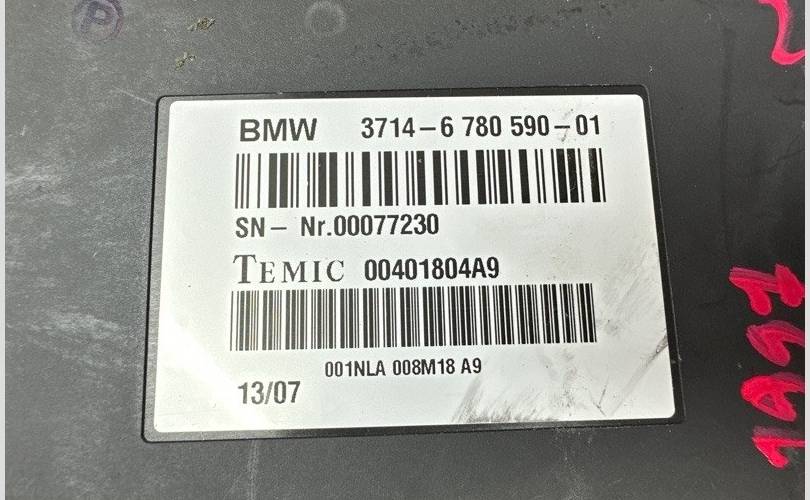 P
BMW 3714-6 780 590-01
SN- Nr.00077230
TEMIC 00401804A9
001NLA 008M18 A9
13/07